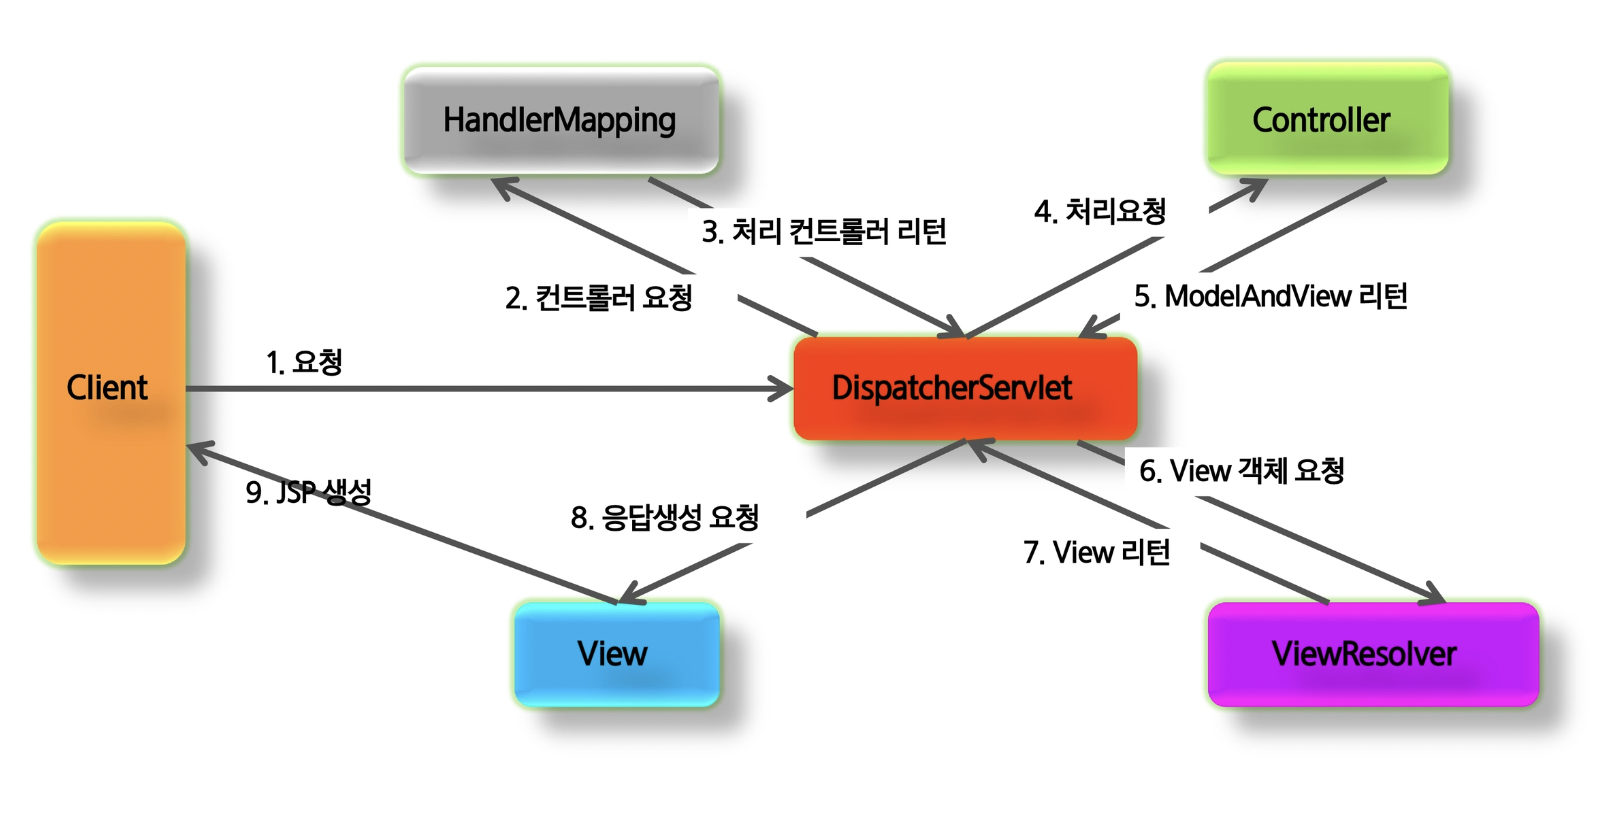 HandlerMapping
Controller
4. 처리요청
3. 처리 컨트롤러 리턴
2. 컨트롤러 요청
5. ModelAndView 리턴
1. 요청
Client
DispatcherServlet
6. View 객체 요청
9. JSP 생성
8. 응답생성 요청
7. View 리턴
View
ViewResolver